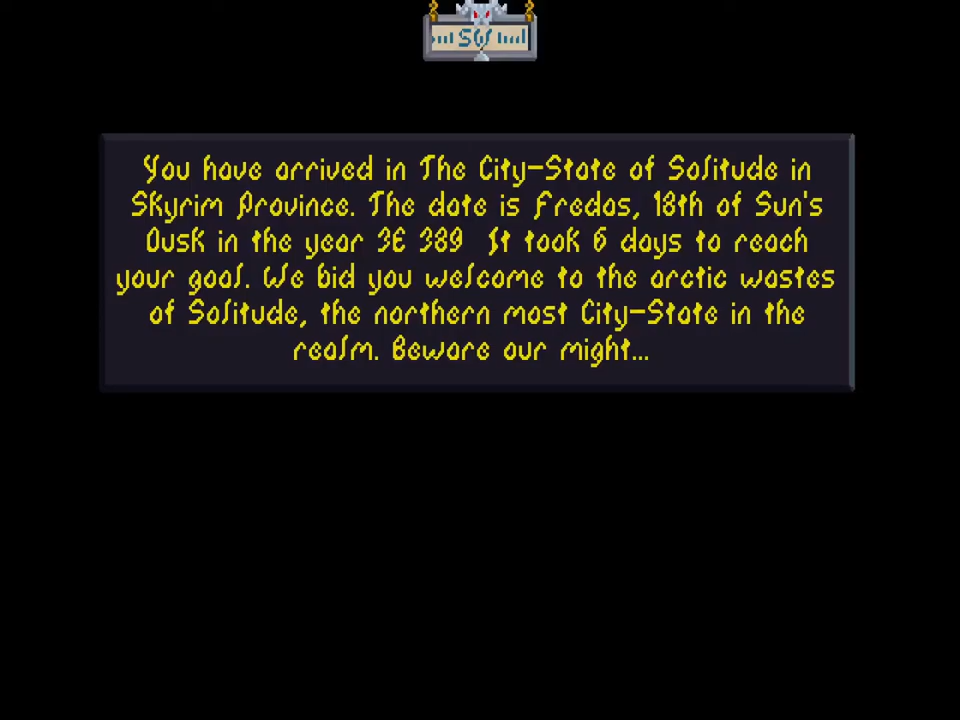 SW
You have arrived in The City-State of Solitude in
Skyrim Province. The date is Fredas, 18th of Sun's
Dusk in the year 3E 389  It took 6 days to reach
your goal. We bid you welcome to the arctic wastes
of Solitude, the northern most City-State in the
realm. Beware our might...